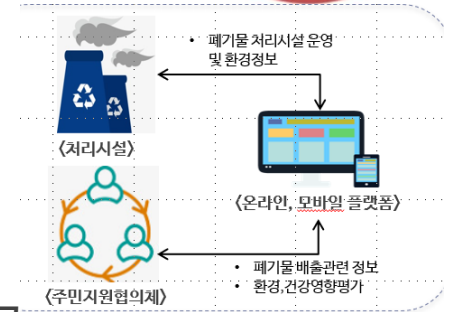 • 폐기물 처리시설 운영
및 환경정보
〈처리시설〉
〈온라인, 모바일 플랫폼〉
• 폐기물 배출관련 정보
• 환경,건강영향평가
〈주민지원협의체〉